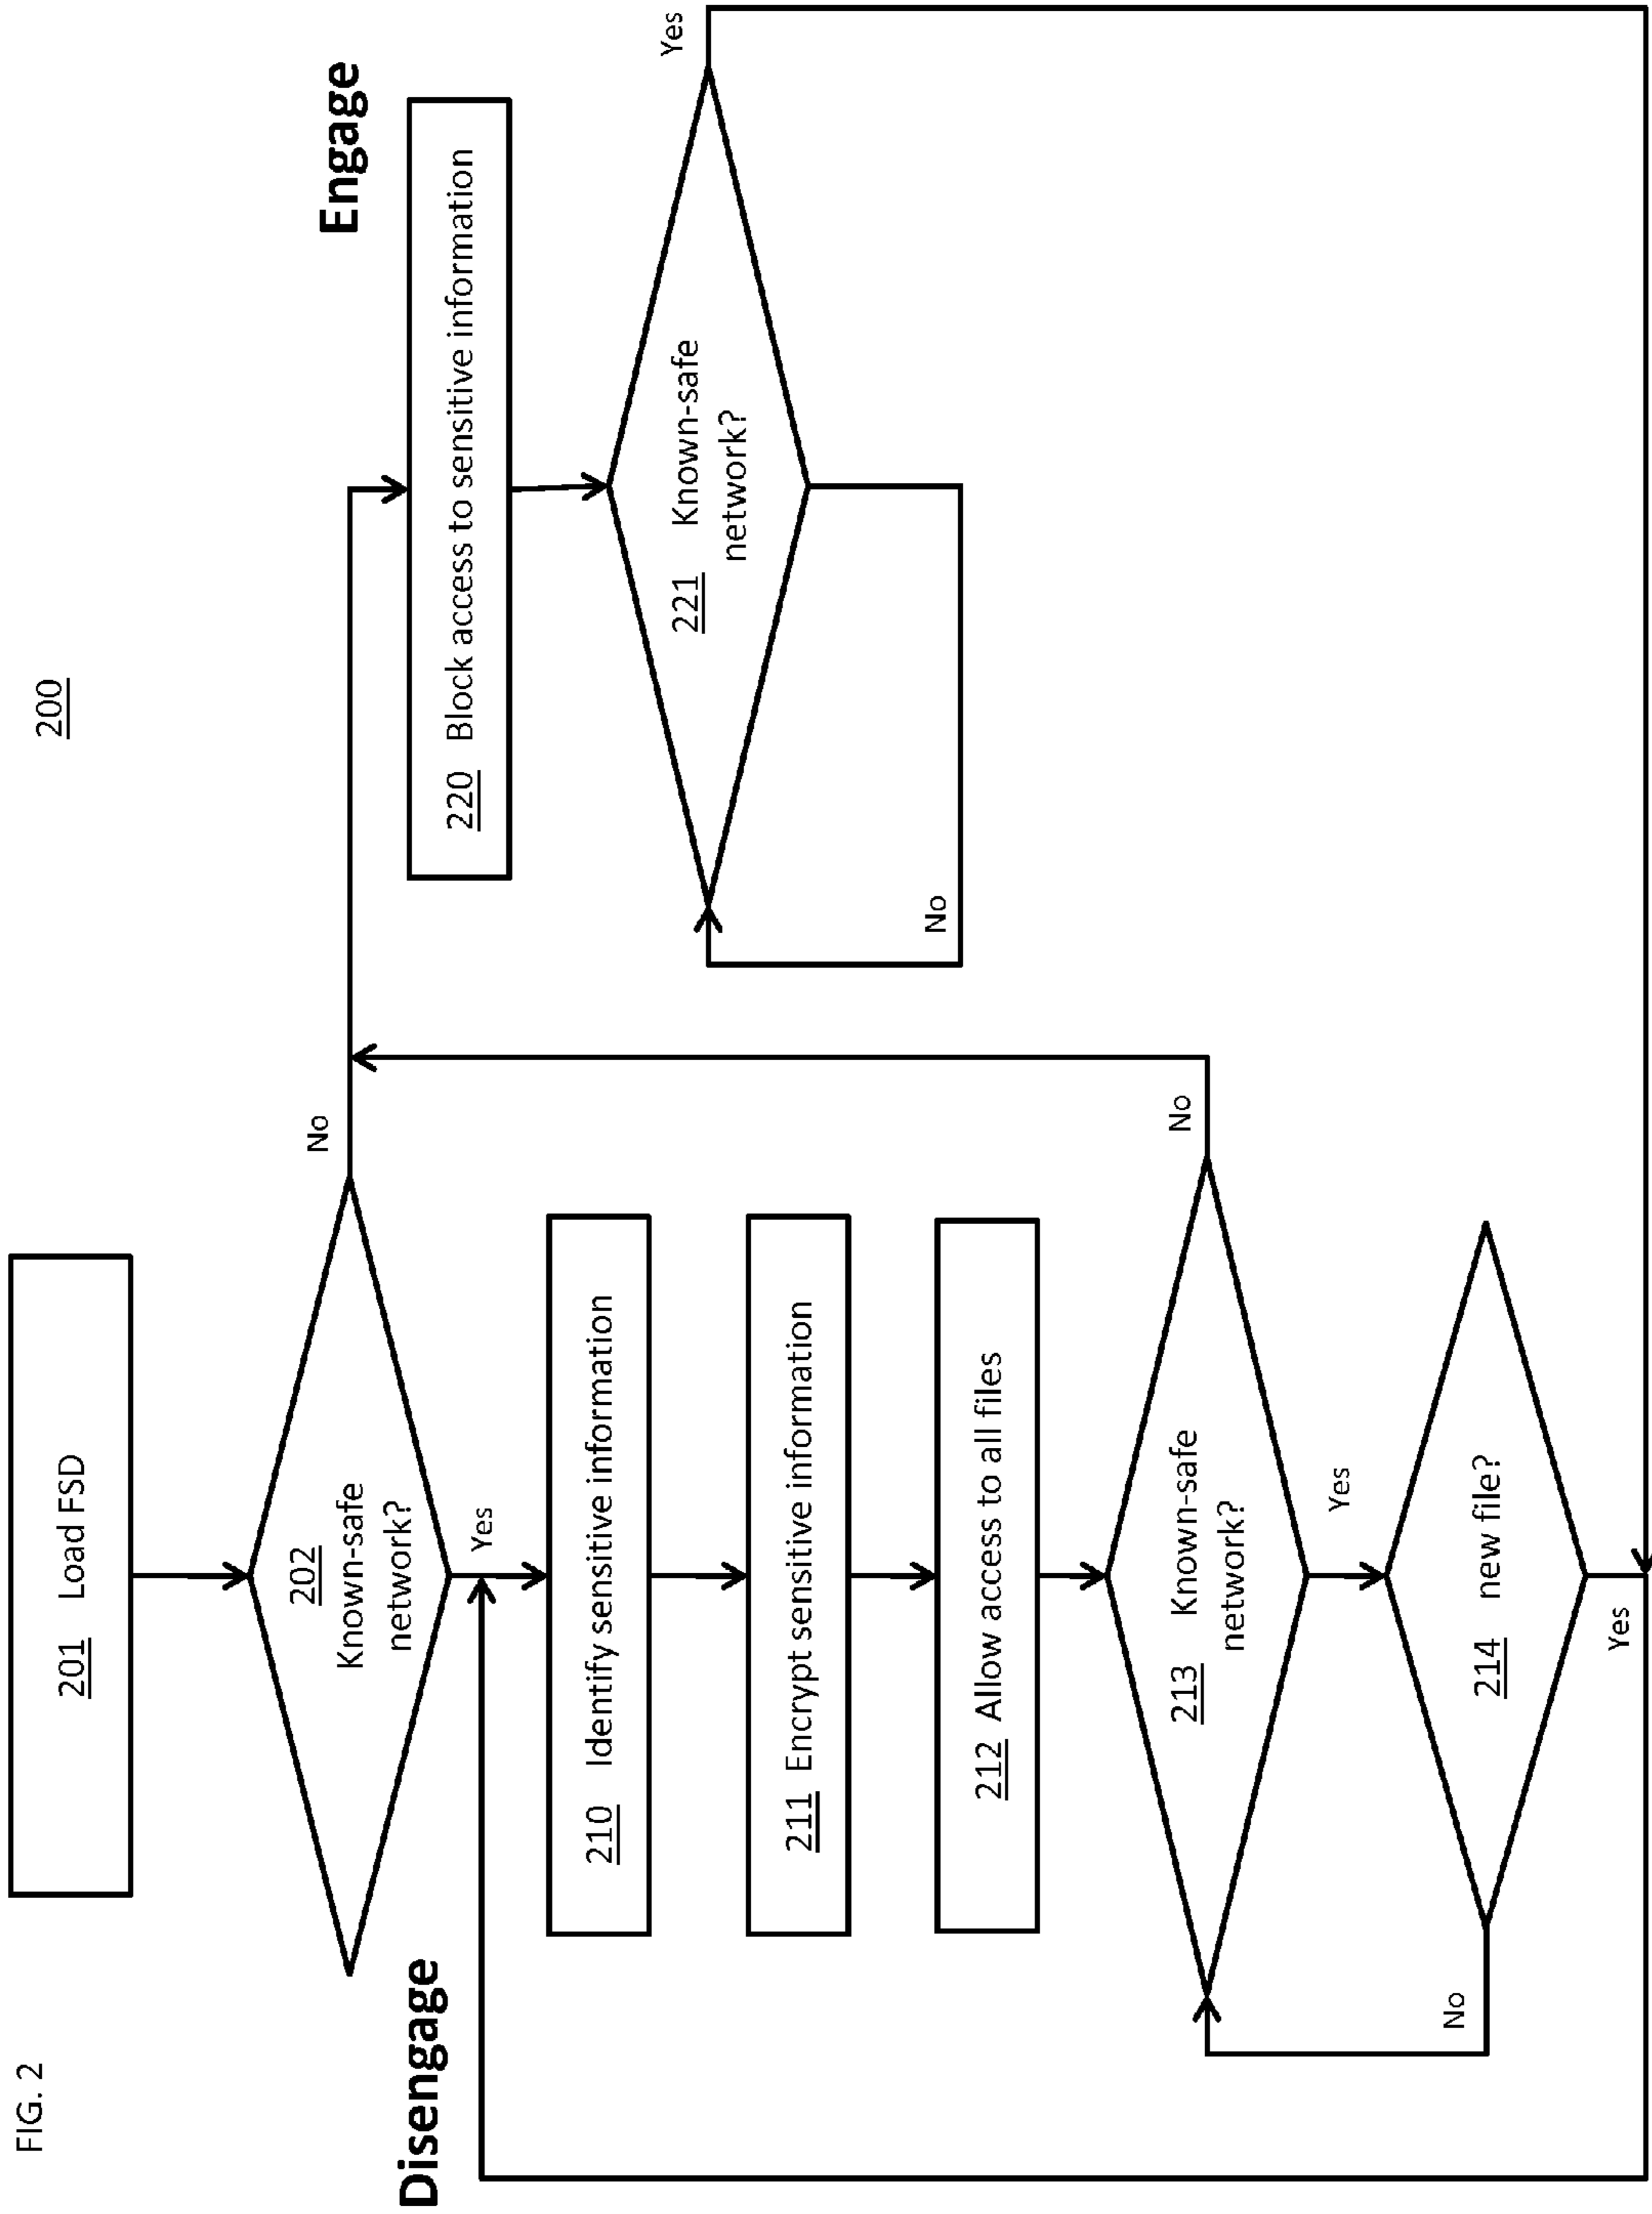 FIG. 2
200
201 Load FSD
202
Known-safe
network?
No
Yes
Disengage
210 Identify sensitive information
211 Encrypt sensitive information
212 Allow access to all files
213 Known-safe
network?
No
Yes
214 new file?
No
Yes
Engage
220 Block access to sensitive information
221 Known-safe
network?
Yes
No